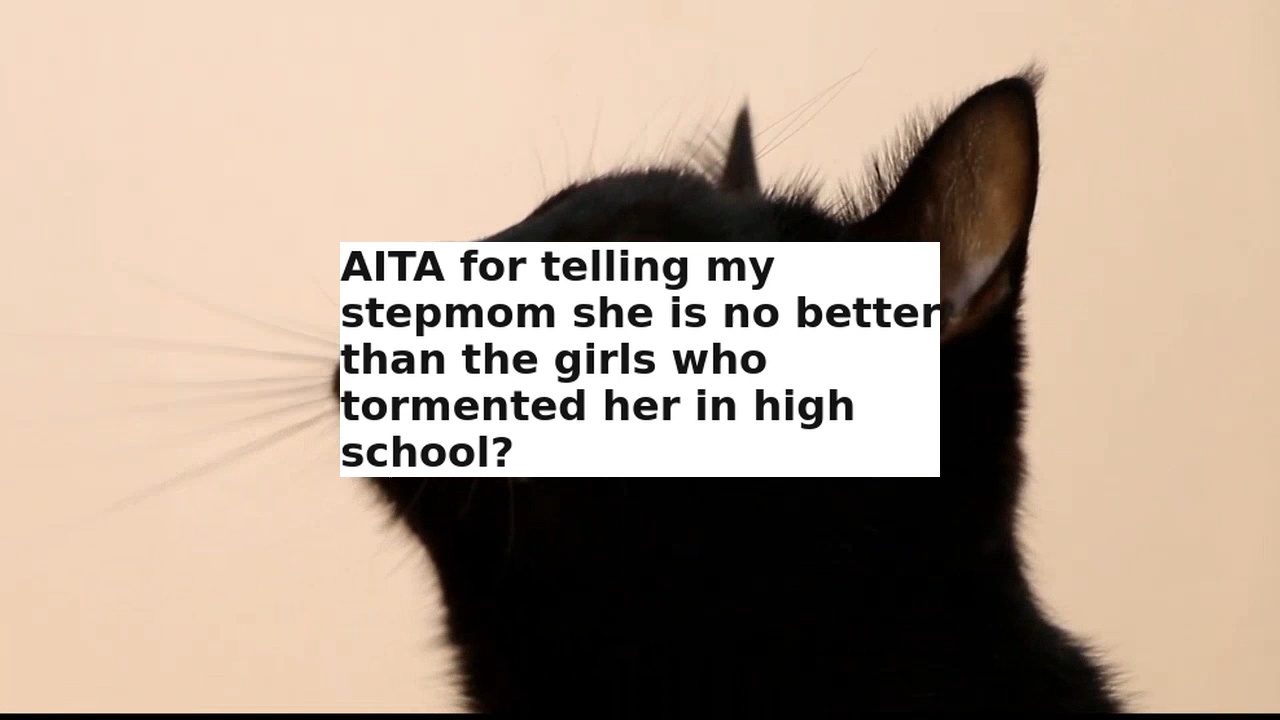 AITA for telling my
stepmom she is no better
than the girls who
tormented her in high
school?